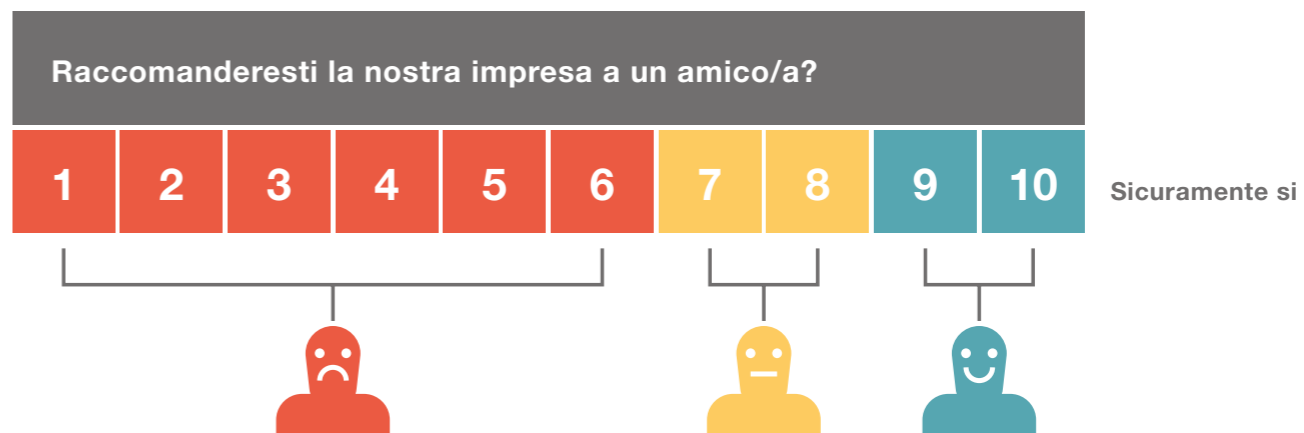 Raccomanderesti la nostra impresa a un amico/a?
1 2 3 4 5 6 7 8 9 10 Sicuramente si